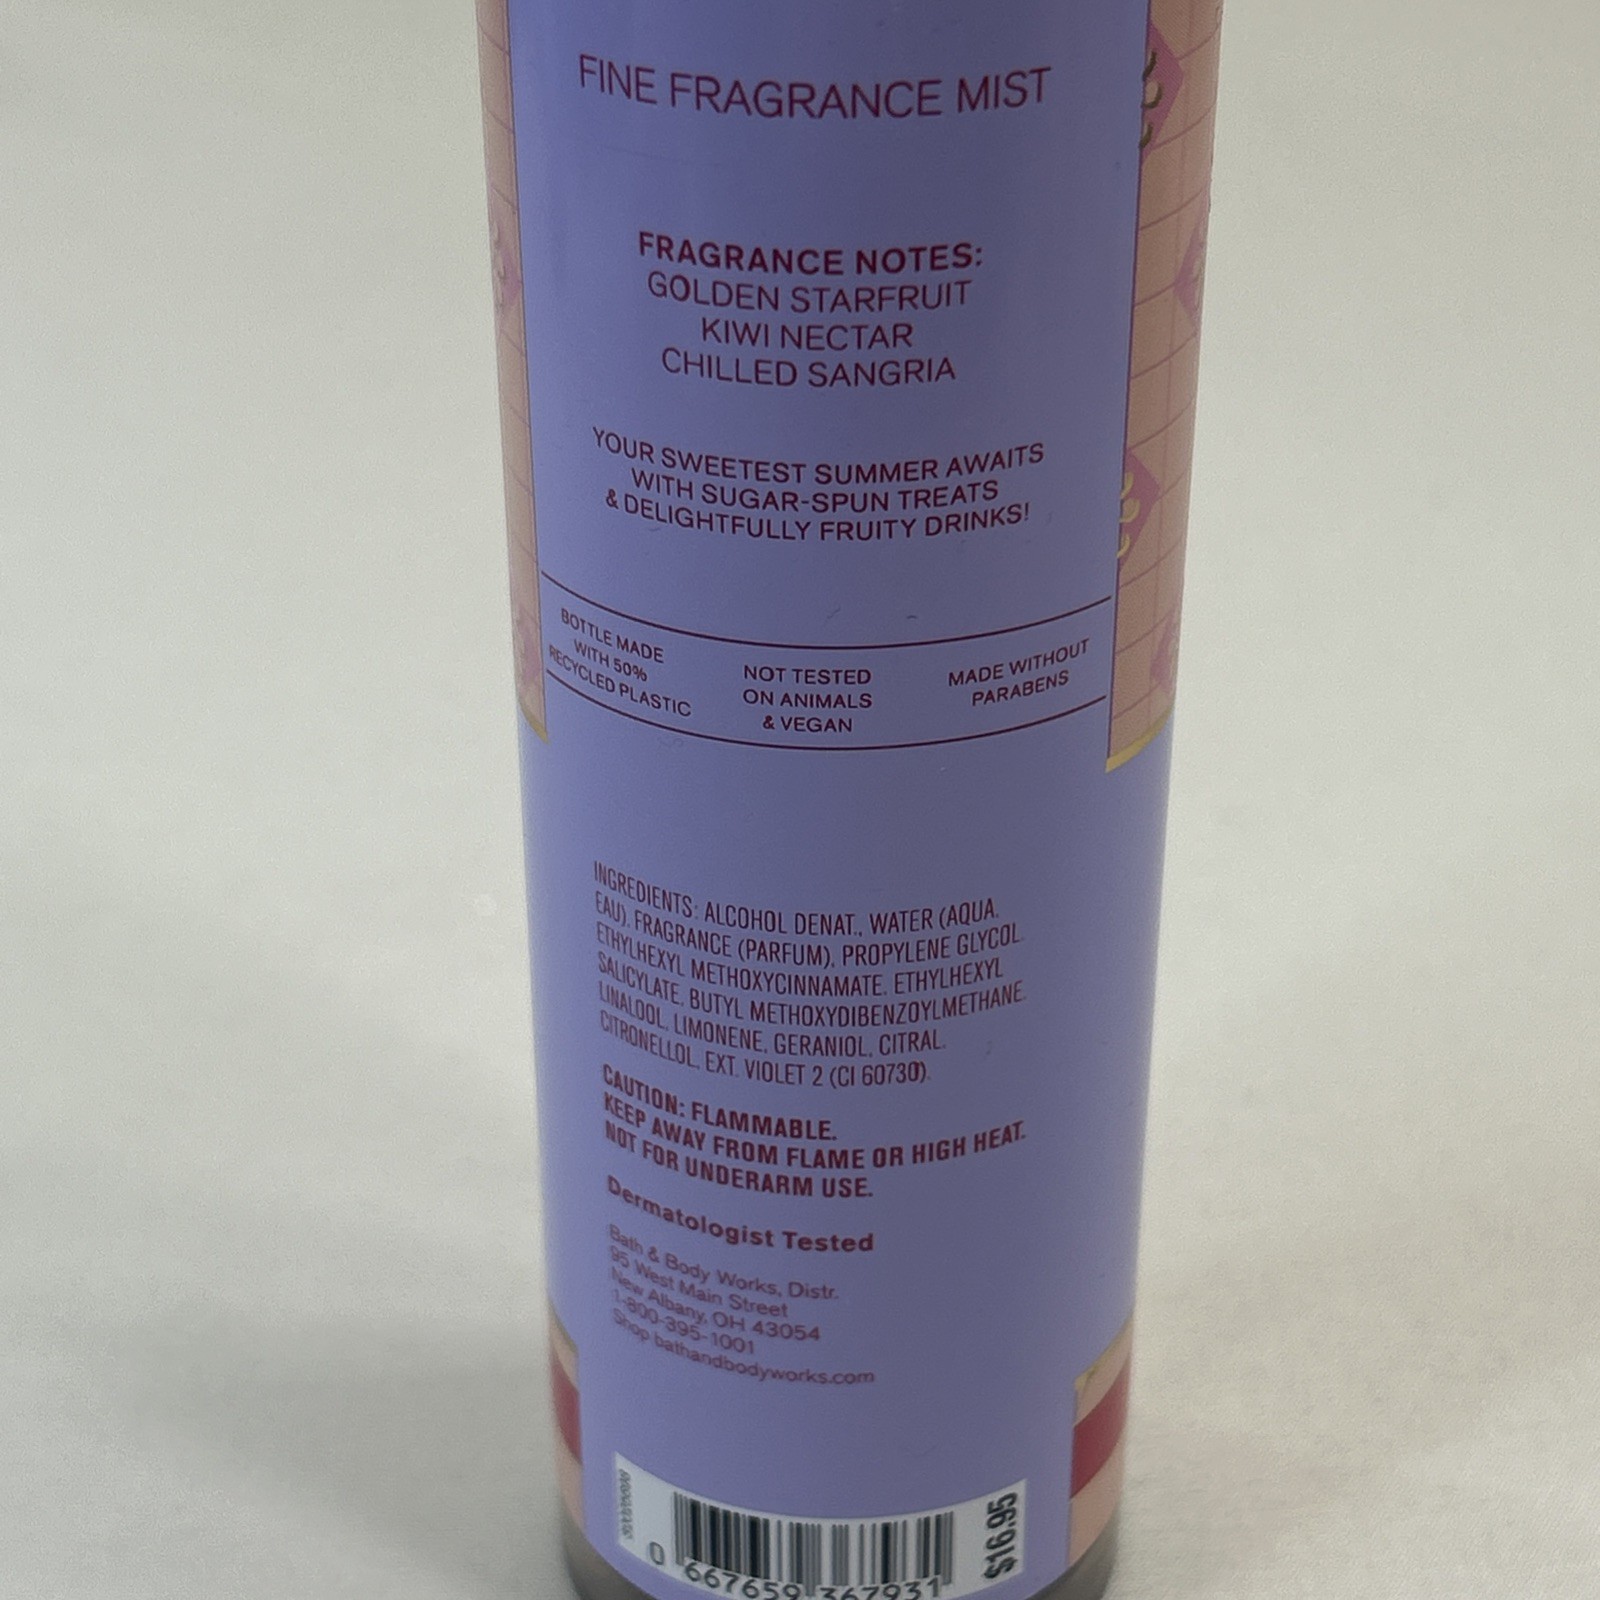 FINE FRAGRANCE MIST
FRAGRANCE NOTES:
GOLDEN STARFRUIT
KIWI NECTAR
CHILLED SANGRIA
YOUR SWEETEST SUMMER AWAITS
WITH SUGAR-SPUN TREATS
& DELIGHTFULLY FRUITY DRINKS!
BOTTLE MADE
WITH 50%
RECYCLED PLASTIC
NOT TESTED
ON ANIMALS
& VEGAN
MADE WITHOUT
PARABENS
INGREDIENTS: ALCOHOL DENAT., WATER (AQUA,
EAU), FRAGRANCE (PARFUM), PROPYLENE GLYCOL,
ETHYLHEXYL METHOXYCINNAMATE, ETHYLHEXYL
SALICYLATE, BUTYL METHOXYDIBENZOYLMETHANE,
LINALOOL, LIMONENE, GERANIOL, CITRAL,
CITRONELLOL, EXT. VIOLET 2 (CI 60730).
CAUTION: FLAMMABLE.
KEEP AWAY FROM FLAME OR HIGH HEAT.
NOT FOR UNDERARM USE.
Dermatologist Tested
Bath & Body Works, Distr.
95 West Main Street
New Albany, OH 43054
1-800-395-1001
Shop bathandbodyworks.com
$16.95
0 667659 367931